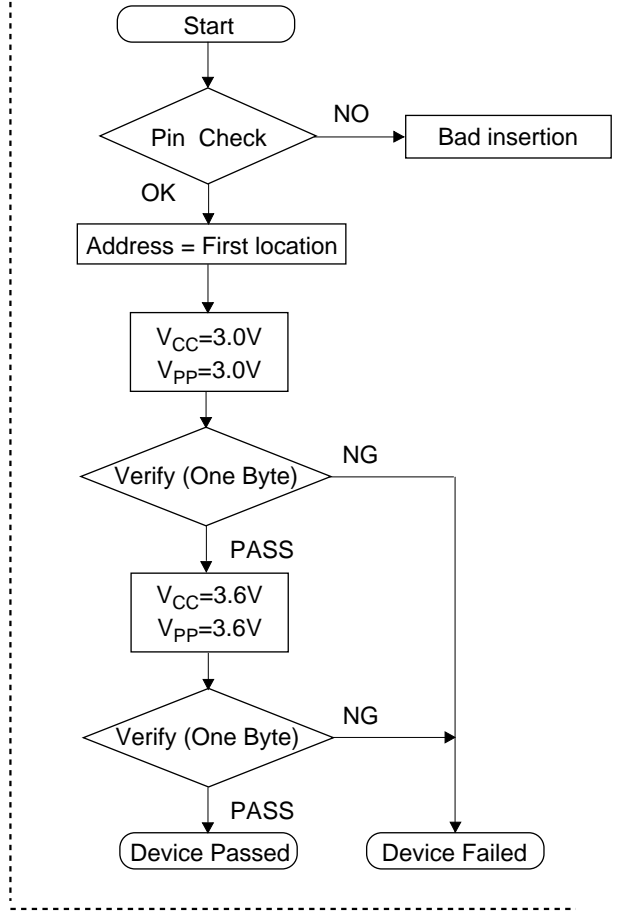 Start
Pin Check
NO
Bad insertion
OK
Address = First location
VCC=3.0V
VPP=3.0V
Verify (One Byte)
NG
PASS
VCC=3.6V
VPP=3.6V
Verify (One Byte)
NG
PASS
Device Passed
Device Failed